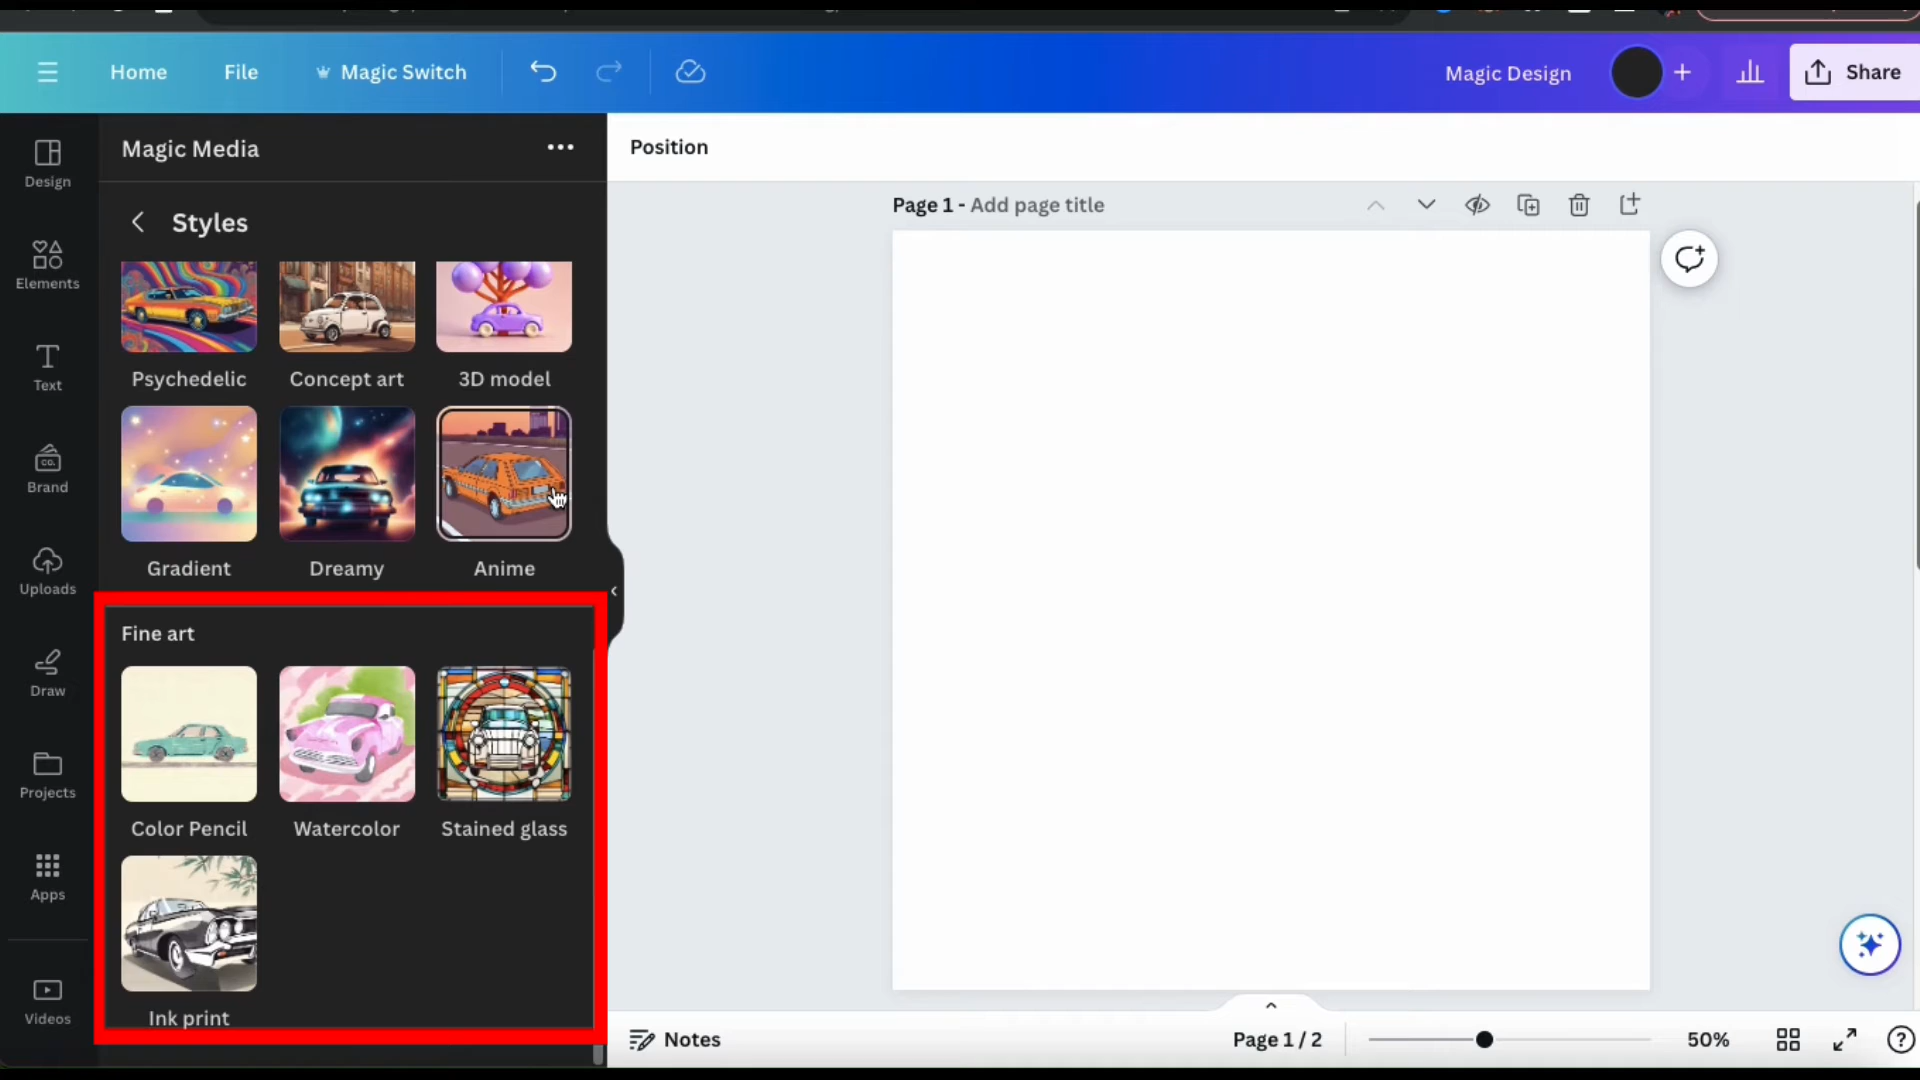 Home File Magic Switch Magic Design Share
Design
Elements
Text
CO.
Brand
Uploads
Draw
Projects
Apps
Videos
Magic Media
Styles
Psychedelic Concept art 3D model
Gradient Dreamy Anime
Fine art
Color Pencil Watercolor Stained glass
Ink print
Position
Page 1 - Add page title
Notes Page 1 / 2 50%